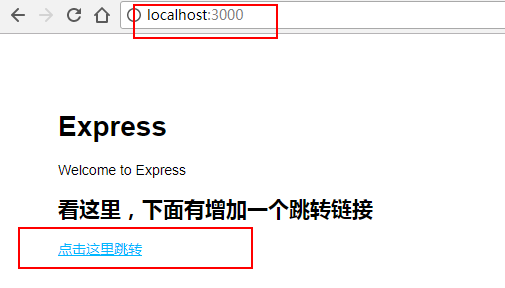 localhost:3000
Express
Welcome to Express
看这里，下面有增加一个跳转链接
点击这里跳转